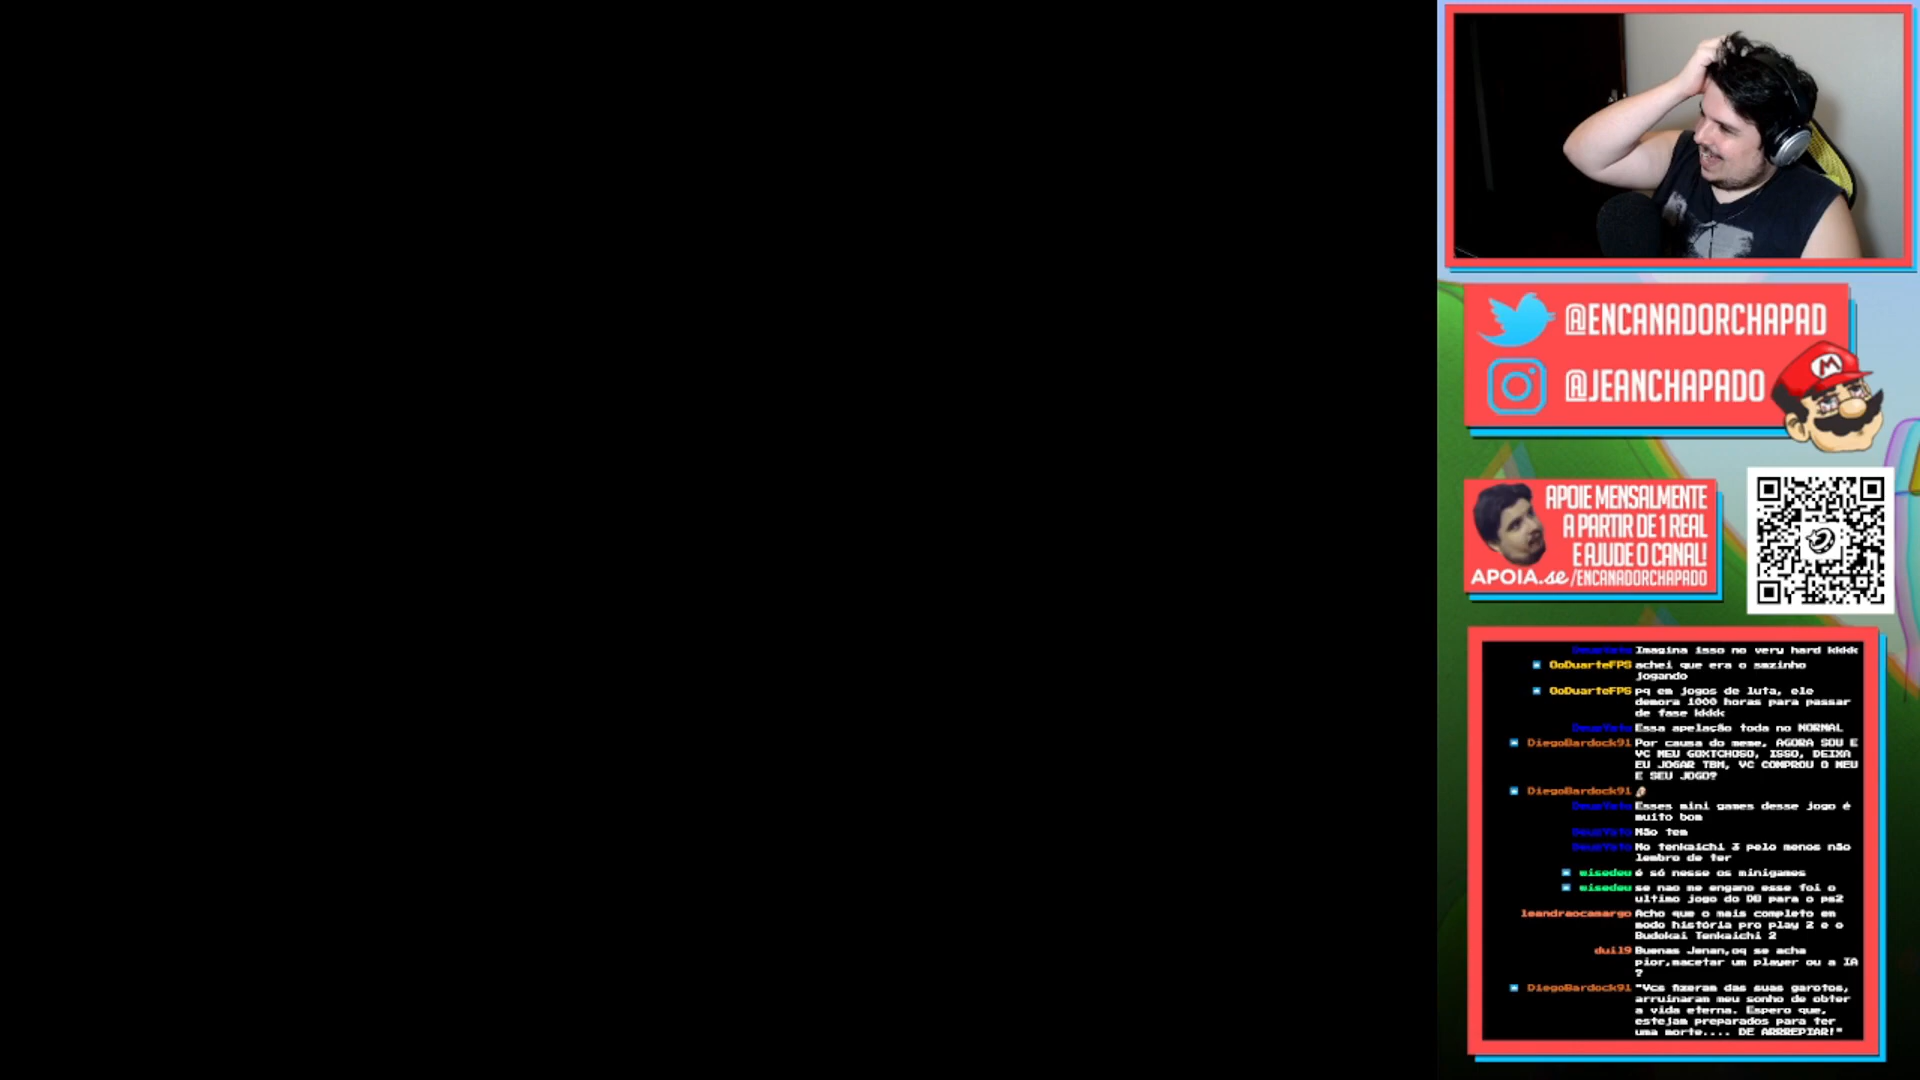 @ENCANADORCHAPAD
@JEANCHAPADO
M
APOIE MENSALMENTE
A PARTIR DE 1 REAL
E AJUDE O CANAL!
APOIA.se/ENCANADORCHAPADO
Imagina isso no very hard kkkk
OoDuarteFPS achei que era o smzinho
jogando
OoDuarteFPS pq em jogos de luta, ele
demora 1000 horas para passar
de fase kkkk
Essa apelação toda no NORMAL
DiegoBardock91 Por causa do meme, AGORA SOU E
VC MEU GOXTCHOSO, ISSO, DEIXA
EU JOGAR TBM, VC COMPROU O MEU
E SEU JOGO?
DiegoBardock91
Esses mini games desse jogo é
muito bom
Não tem
No tenkaichi 3 pelo menos não
lembro de ter
wisedeu é só nesse os minigames
wisedeu se nao me engano esse foi o
ultimo jogo do DB para o ps2
leandraocamargo Acho que o mais completo em
modo história pro play 2 e o
Budokai Tenkaichi 2
duil9 Buenas Jenan,oq se acha
pior,macetar um player ou a IA
?
DiegoBardock91 "Vcs fizeram das suas garotos,
arruinaram meu sonho de obter
a vida eterna. Espero que,
estejam preparados para ter
uma morte.... DE ARRREPIAR!"